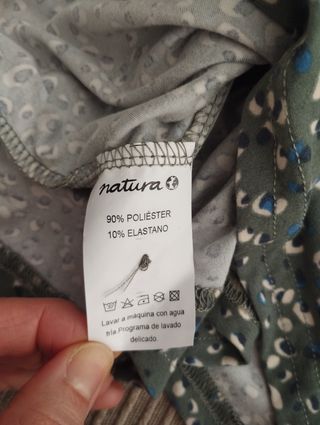 natura
90% POLIÉSTER
10% ELASTANO
Lavar a máquina con agua
fría Programa de lavado
delicado.